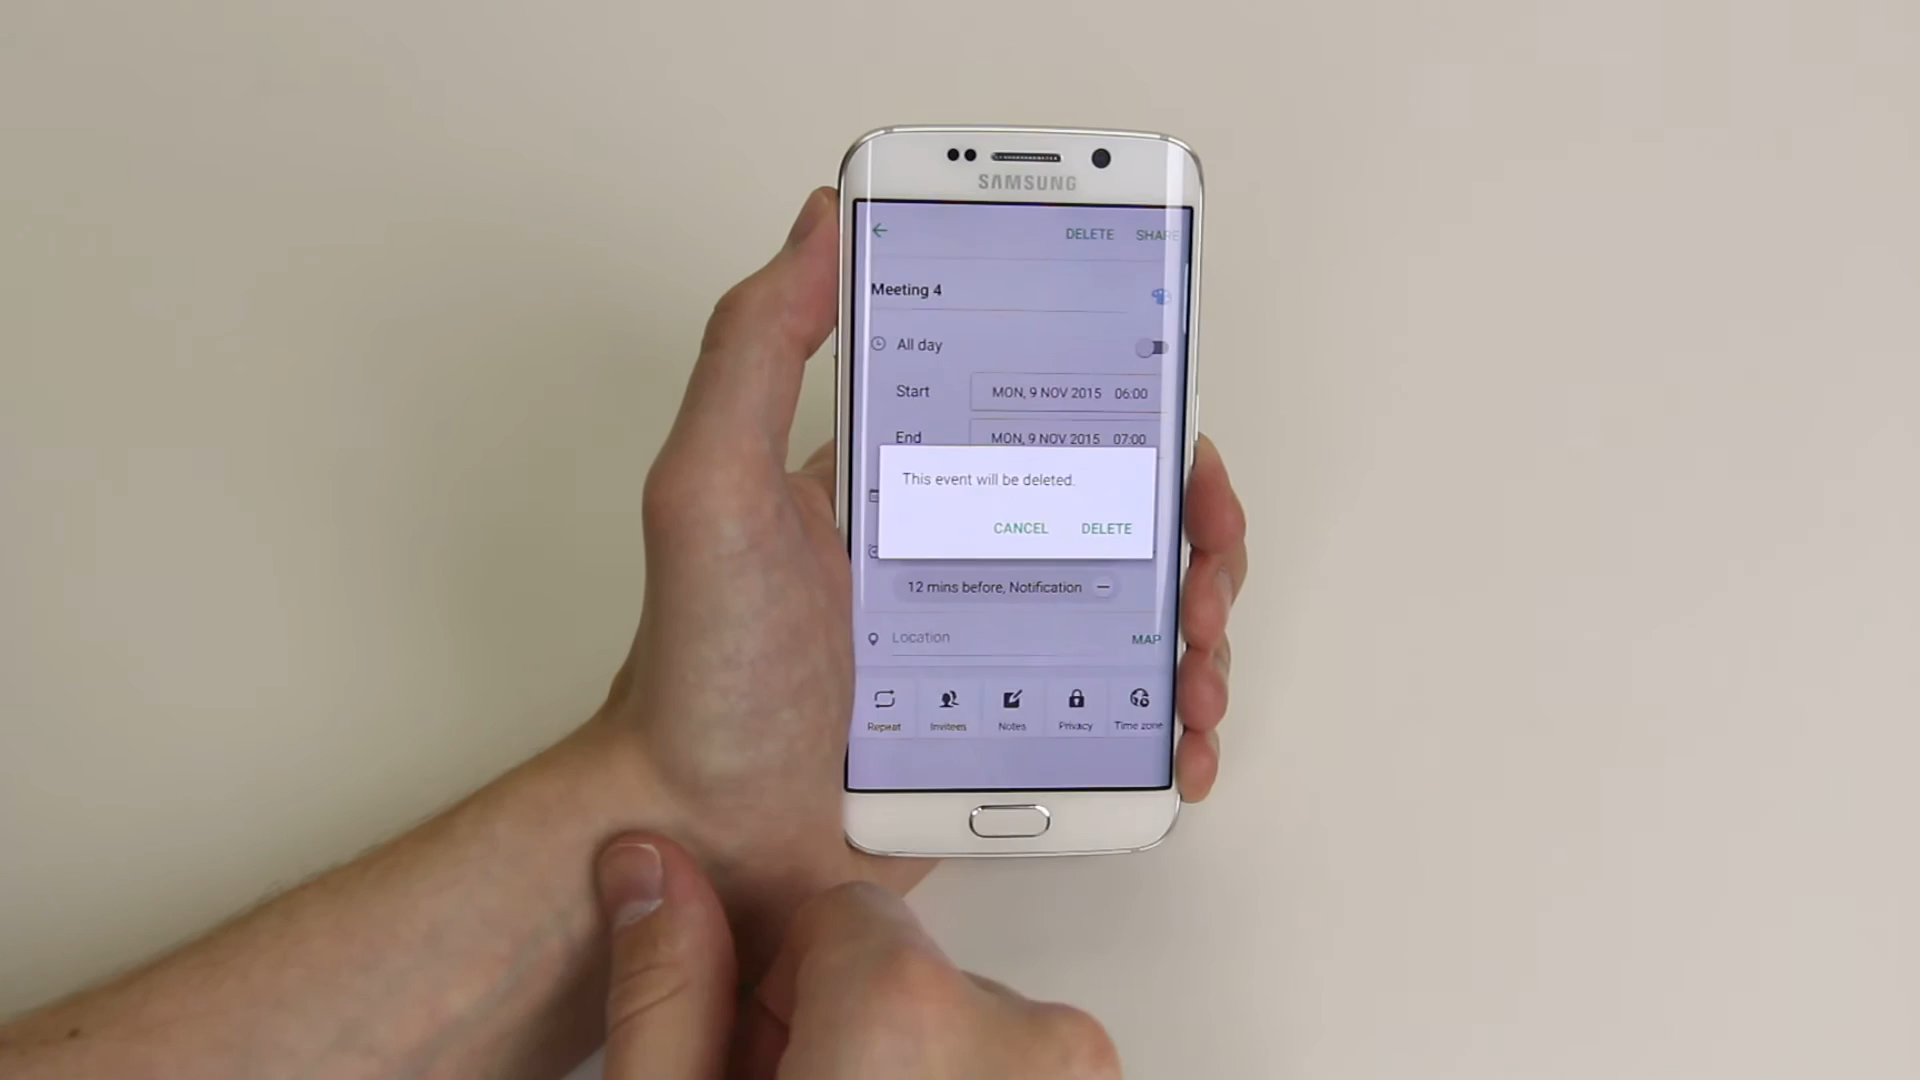 SAMSUNG
DELETE SHARE
Meeting 4
All day
Start MON, 9 NOV 2015 06:00
End MON, 9 NOV 2015 07:00
This event will be deleted.
CANCEL DELETE
12 mins before, Notification
Location MAP
Repeat Invitees Notes Privacy Time zone